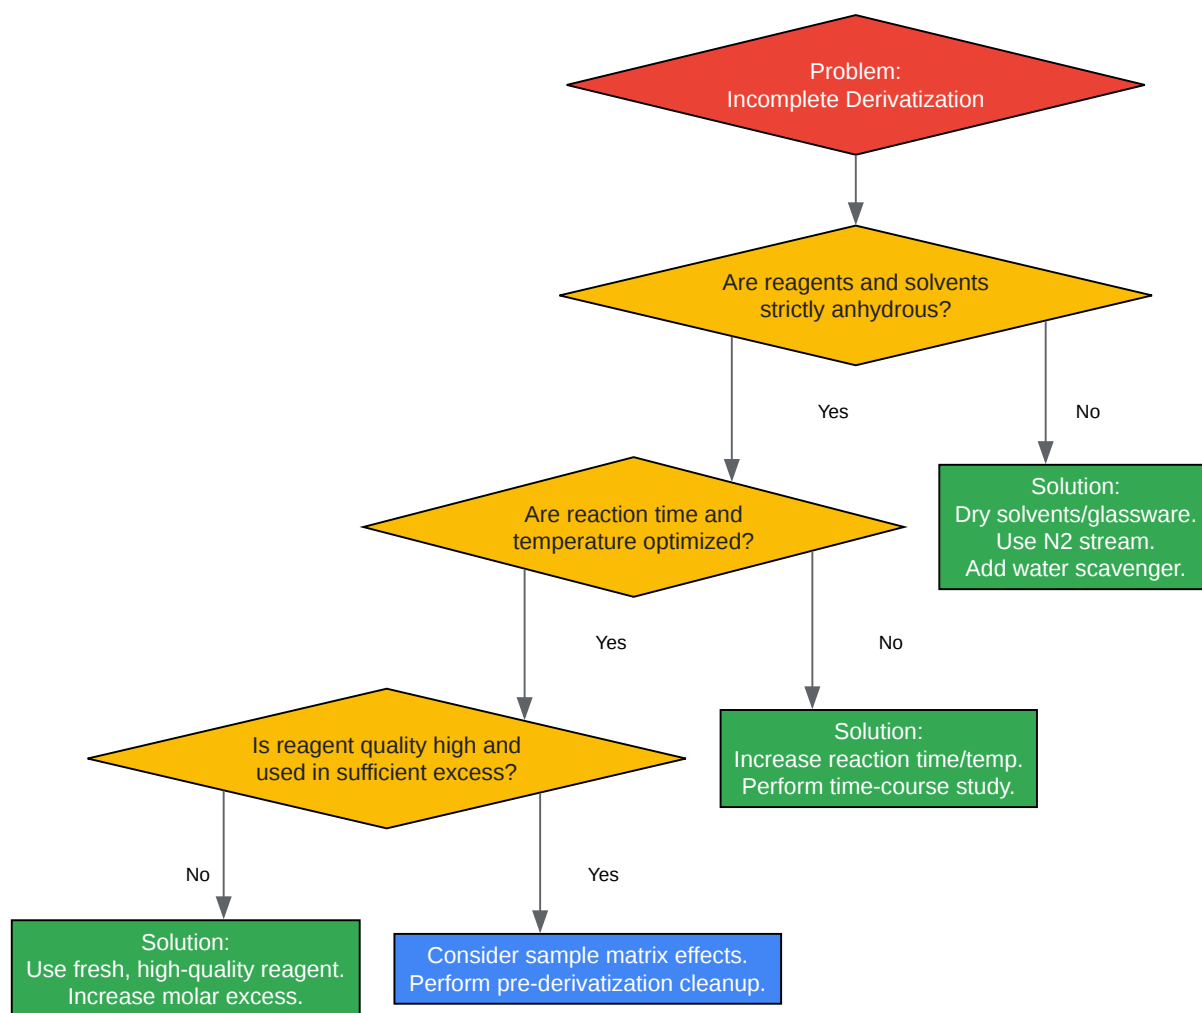 Problem:
Incomplete Derivatization
Are reagents and solvents
strictly anhydrous?
Yes
No
Solution:
Dry solvents/glassware.
Use N2 stream.
Add water scavenger.
Are reaction time and
temperature optimized?
Yes
No
Solution:
Increase reaction time/temp.
Perform time-course study.
Is reagent quality high and
used in sufficient excess?
No
Yes
Solution:
Use fresh, high-quality reagent.
Increase molar excess.
Consider sample matrix effects.
Perform pre-derivatization cleanup.